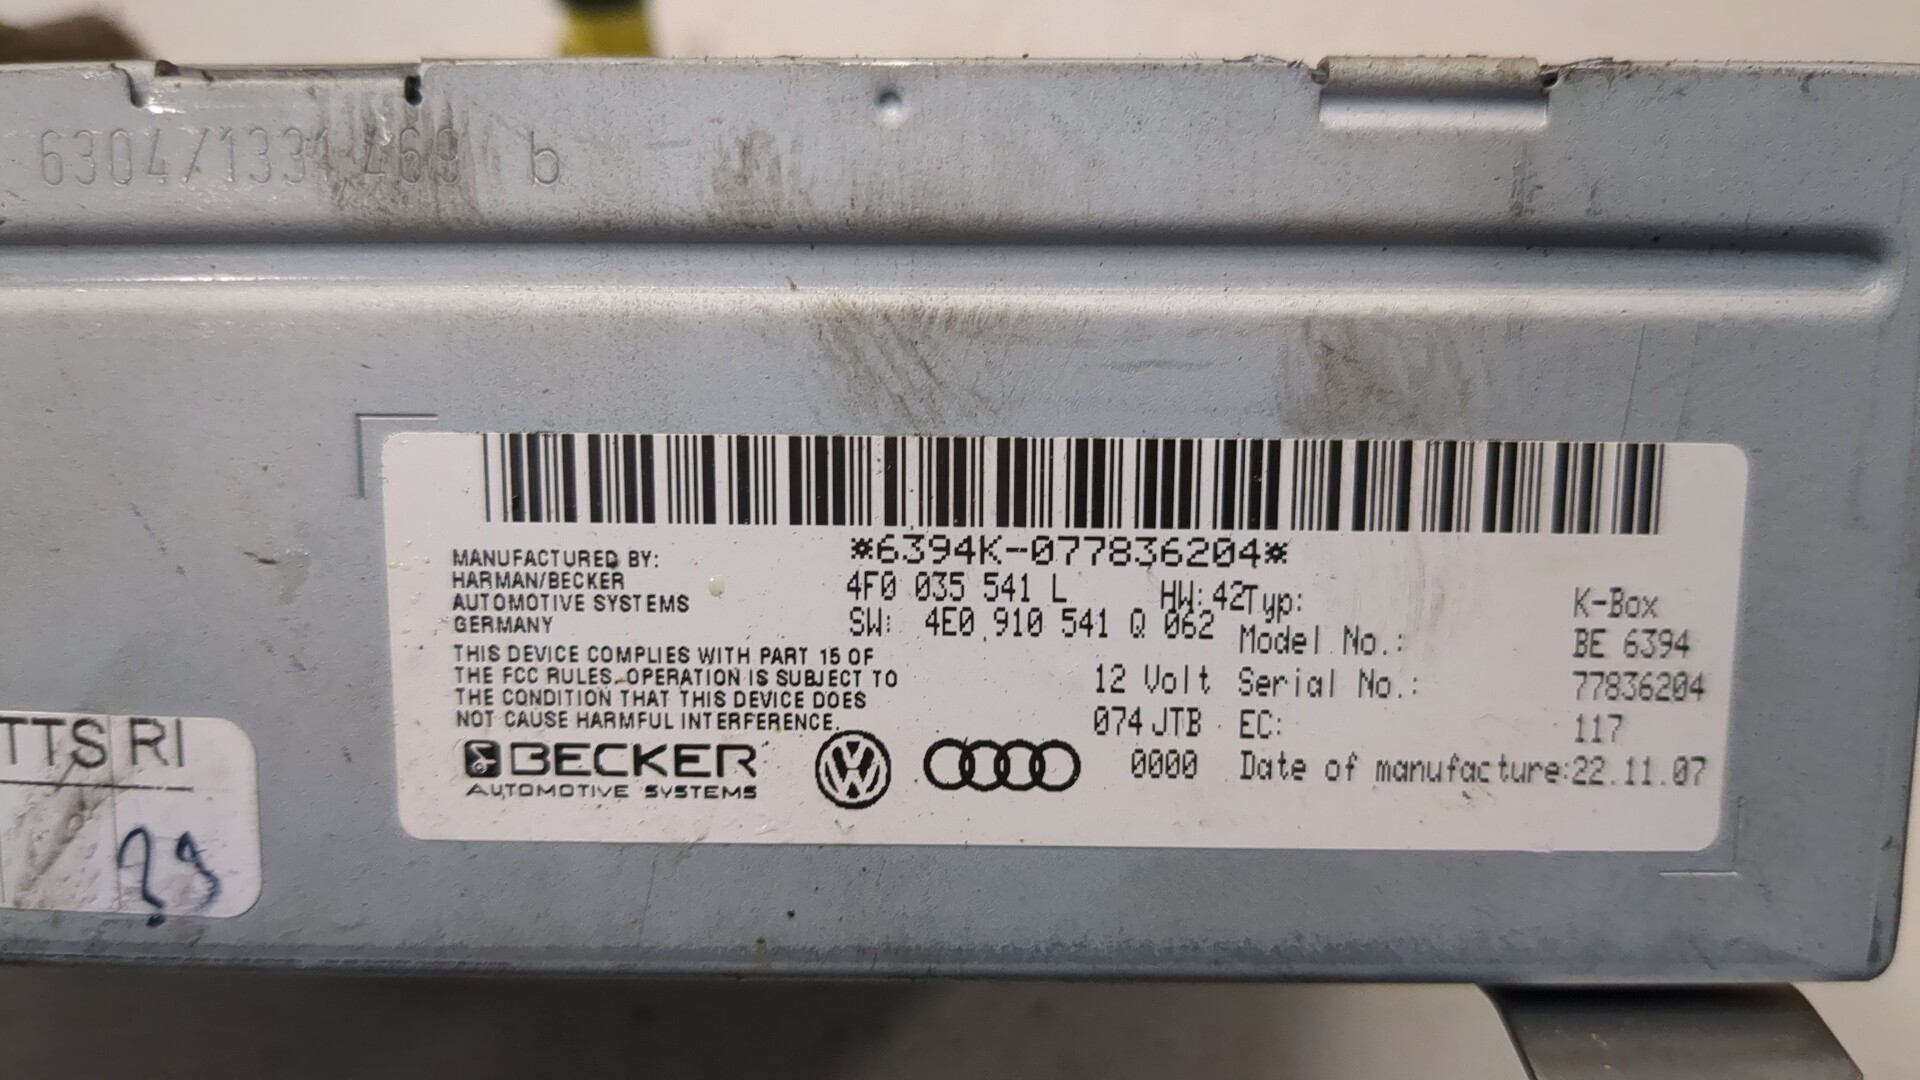 6304/1331 469 b
*6394K-077836204*
MANUFACTURED BY:
HARMAN/BECKER
AUTOMOTIVE SYSTEMS
GERMANY
4F0 035 541 L HW:42
SW: 4E0 910 541 Q 062
THIS DEVICE COMPLIES WITH PART 15 OF
THE FCC RULES. OPERATION IS SUBJECT TO
THE CONDITION THAT THIS DEVICE DOES
NOT CAUSE HARMFUL INTERFERENCE.
BECKER
AUTOMOTIVE SYSTEMS
12 Volt
074 JTB
0000
Typ: K-Box
Model No.: BE 6394
Serial No.: 77836204
EC: 117
Date of manufacture:22.11.07
TTS RI